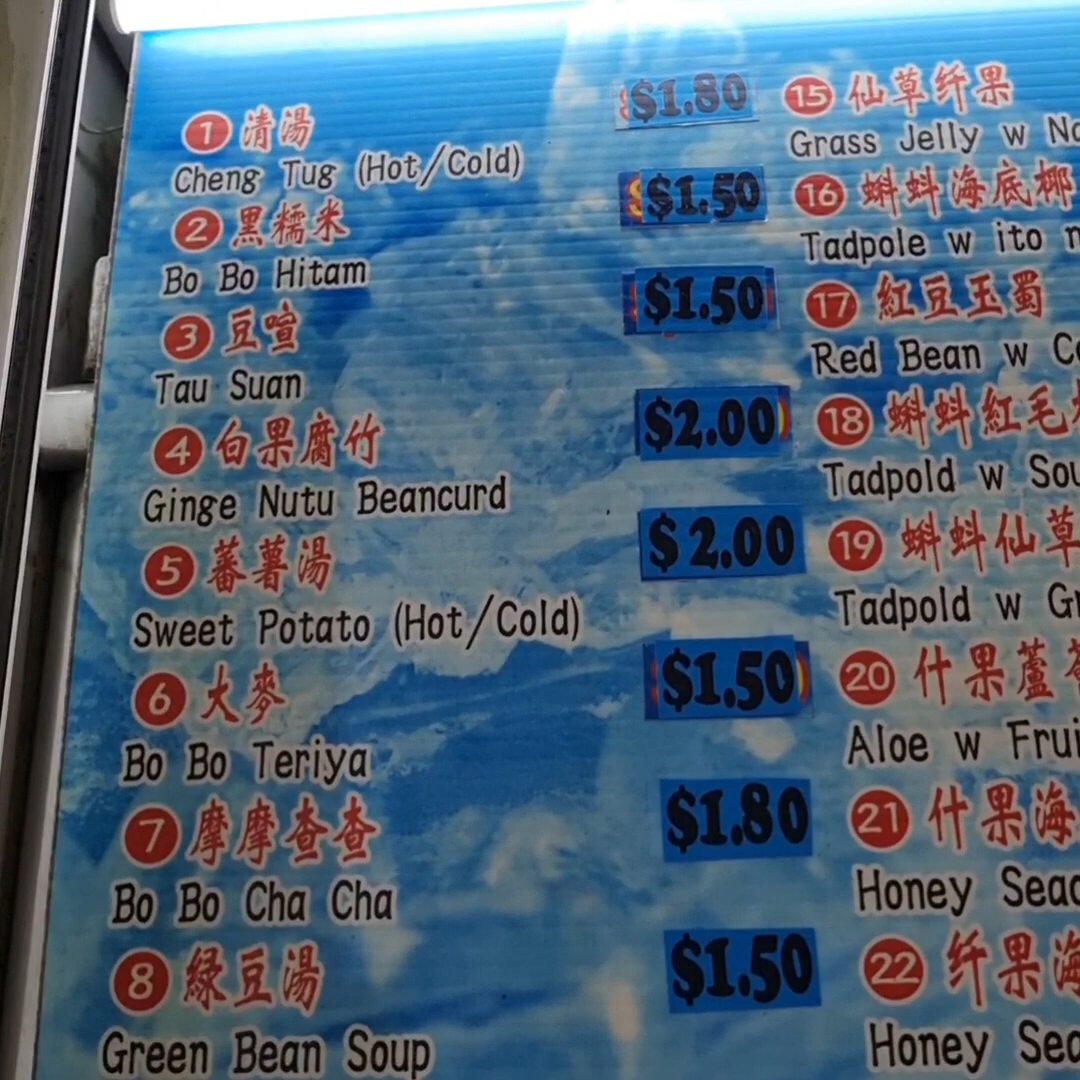 1 清湯 $1.80
Cheng Tug (Hot/Cold)
2 黑糯米 $1.50
Bo Bo Hitam
3 豆喧 $1.50
Tau Suan
4 白果腐竹 $2.00
Ginge Nutu Beancurd
5 蕃薯湯 $2.00
Sweet Potato (Hot/Cold)
6 大麥 $1.50
Bo Bo Teriya
7 摩摩查查 $1.80
Bo Bo Cha Cha
8 綠豆湯 $1.50
Green Bean Soup
15 仙草纤果
Grass Jelly w
16 蝌蚪海底椰
Tadpole w ito
17 紅豆玉蜀
Red Bean w
18 蝌蚪紅毛
Tadpold w
19 蝌蚪仙草
Tadpold w
20 什果蘆薈
Aloe w
21 什果海
Honey
22 纤果海
Honey